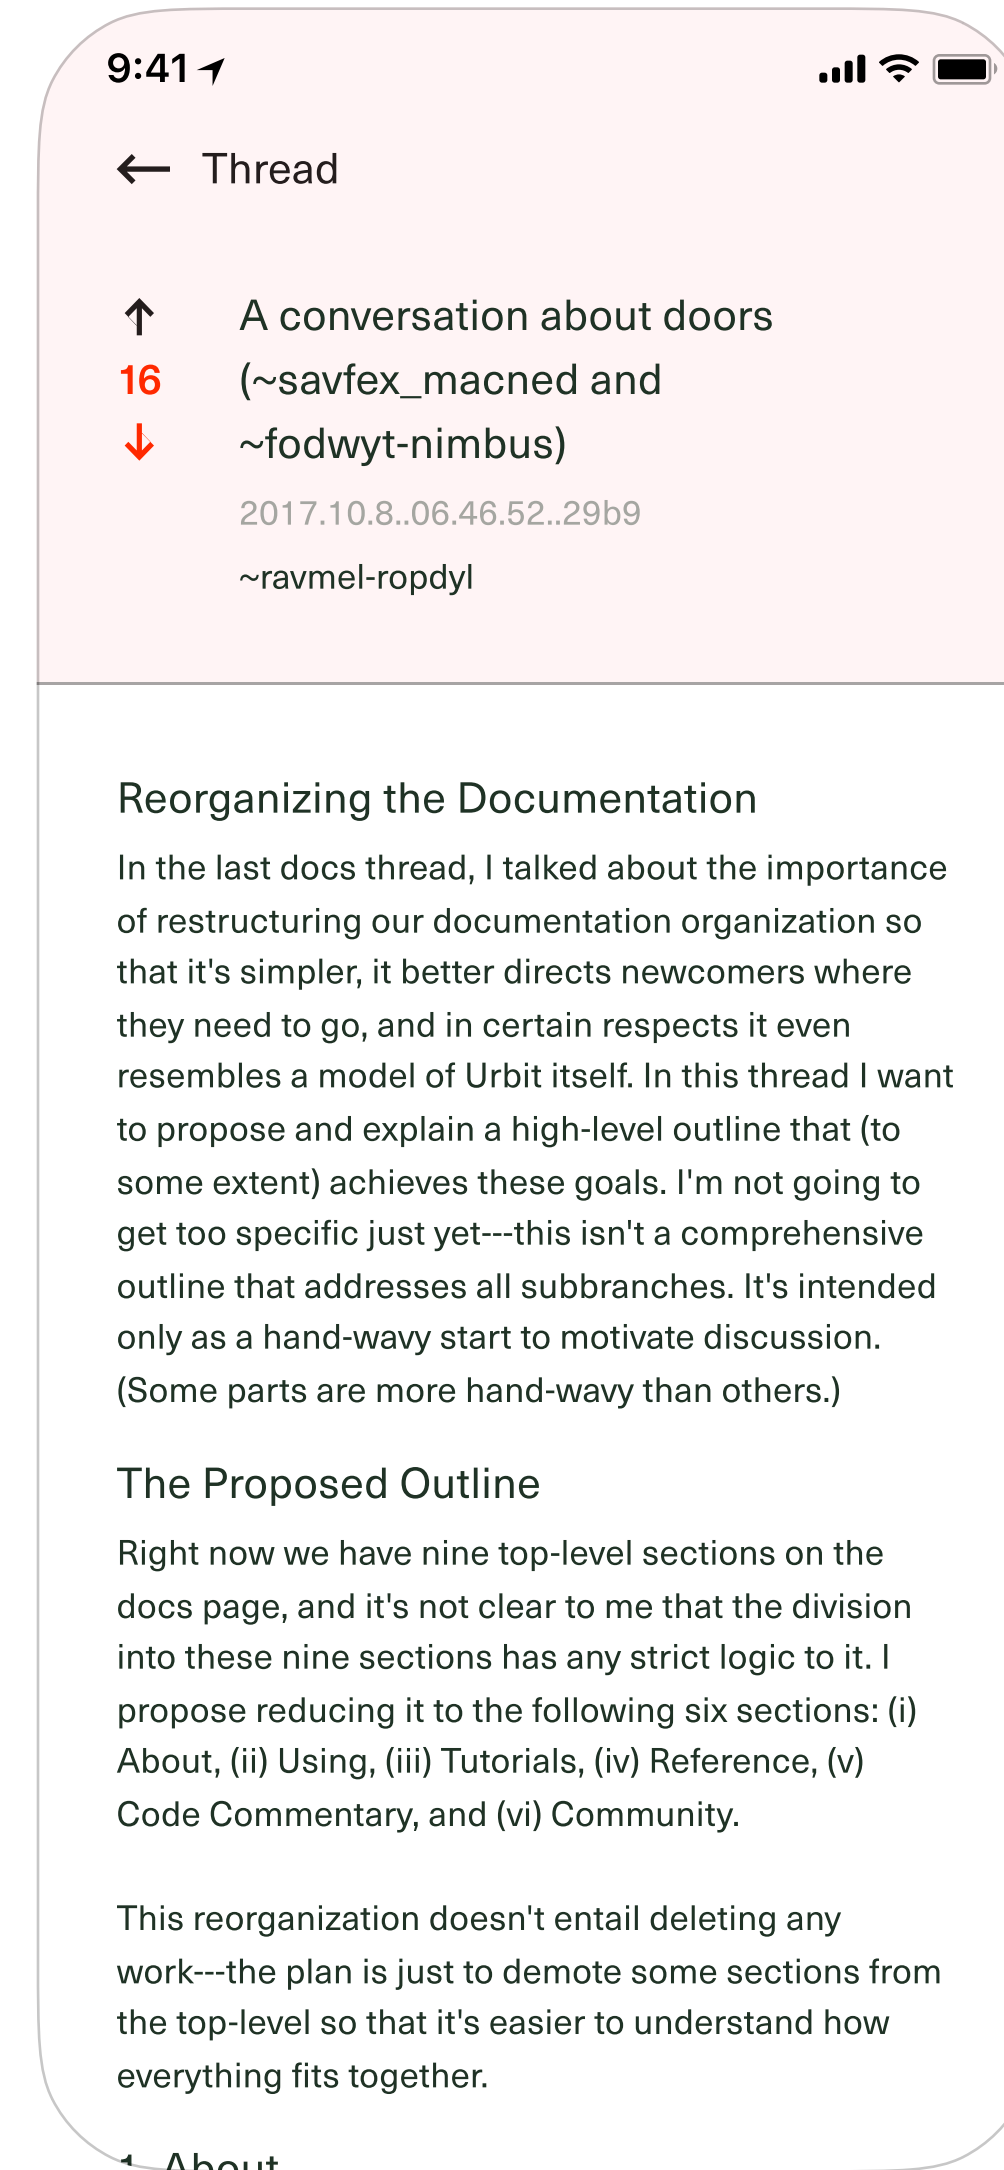 9:41
Thread
A conversation about doors
16
(~savfex_macned and
~fodwyt-nimbus)
2017.10.8..06.46.52..29b9
~ravmel-ropdyl
Reorganizing the Documentation
In the last docs thread, I talked about the importance
of restructuring our documentation organization so
that it's simpler, it better directs newcomers where
they need to go, and in certain respects it even
resembles a model of Urbit itself. In this thread I want
to propose and explain a high-level outline that (to
some extent) achieves these goals. I'm not going to
get too specific just yet---this isn't a comprehensive
outline that addresses all subbranches. It's intended
only as a hand-wavy start to motivate discussion.
(Some parts are more hand-wavy than others.)
The Proposed Outline
Right now we have nine top-level sections on the
docs page, and it's not clear to me that the division
into these nine sections has any strict logic to it. I
propose reducing it to the following six sections: (i)
About, (ii) Using, (iii) Tutorials, (iv) Reference, (v)
Code Commentary, and (vi) Community.
This reorganization doesn't entail deleting any
work---the plan is just to demote some sections from
the top-level so that it's easier to understand how
everything fits together.
1. About